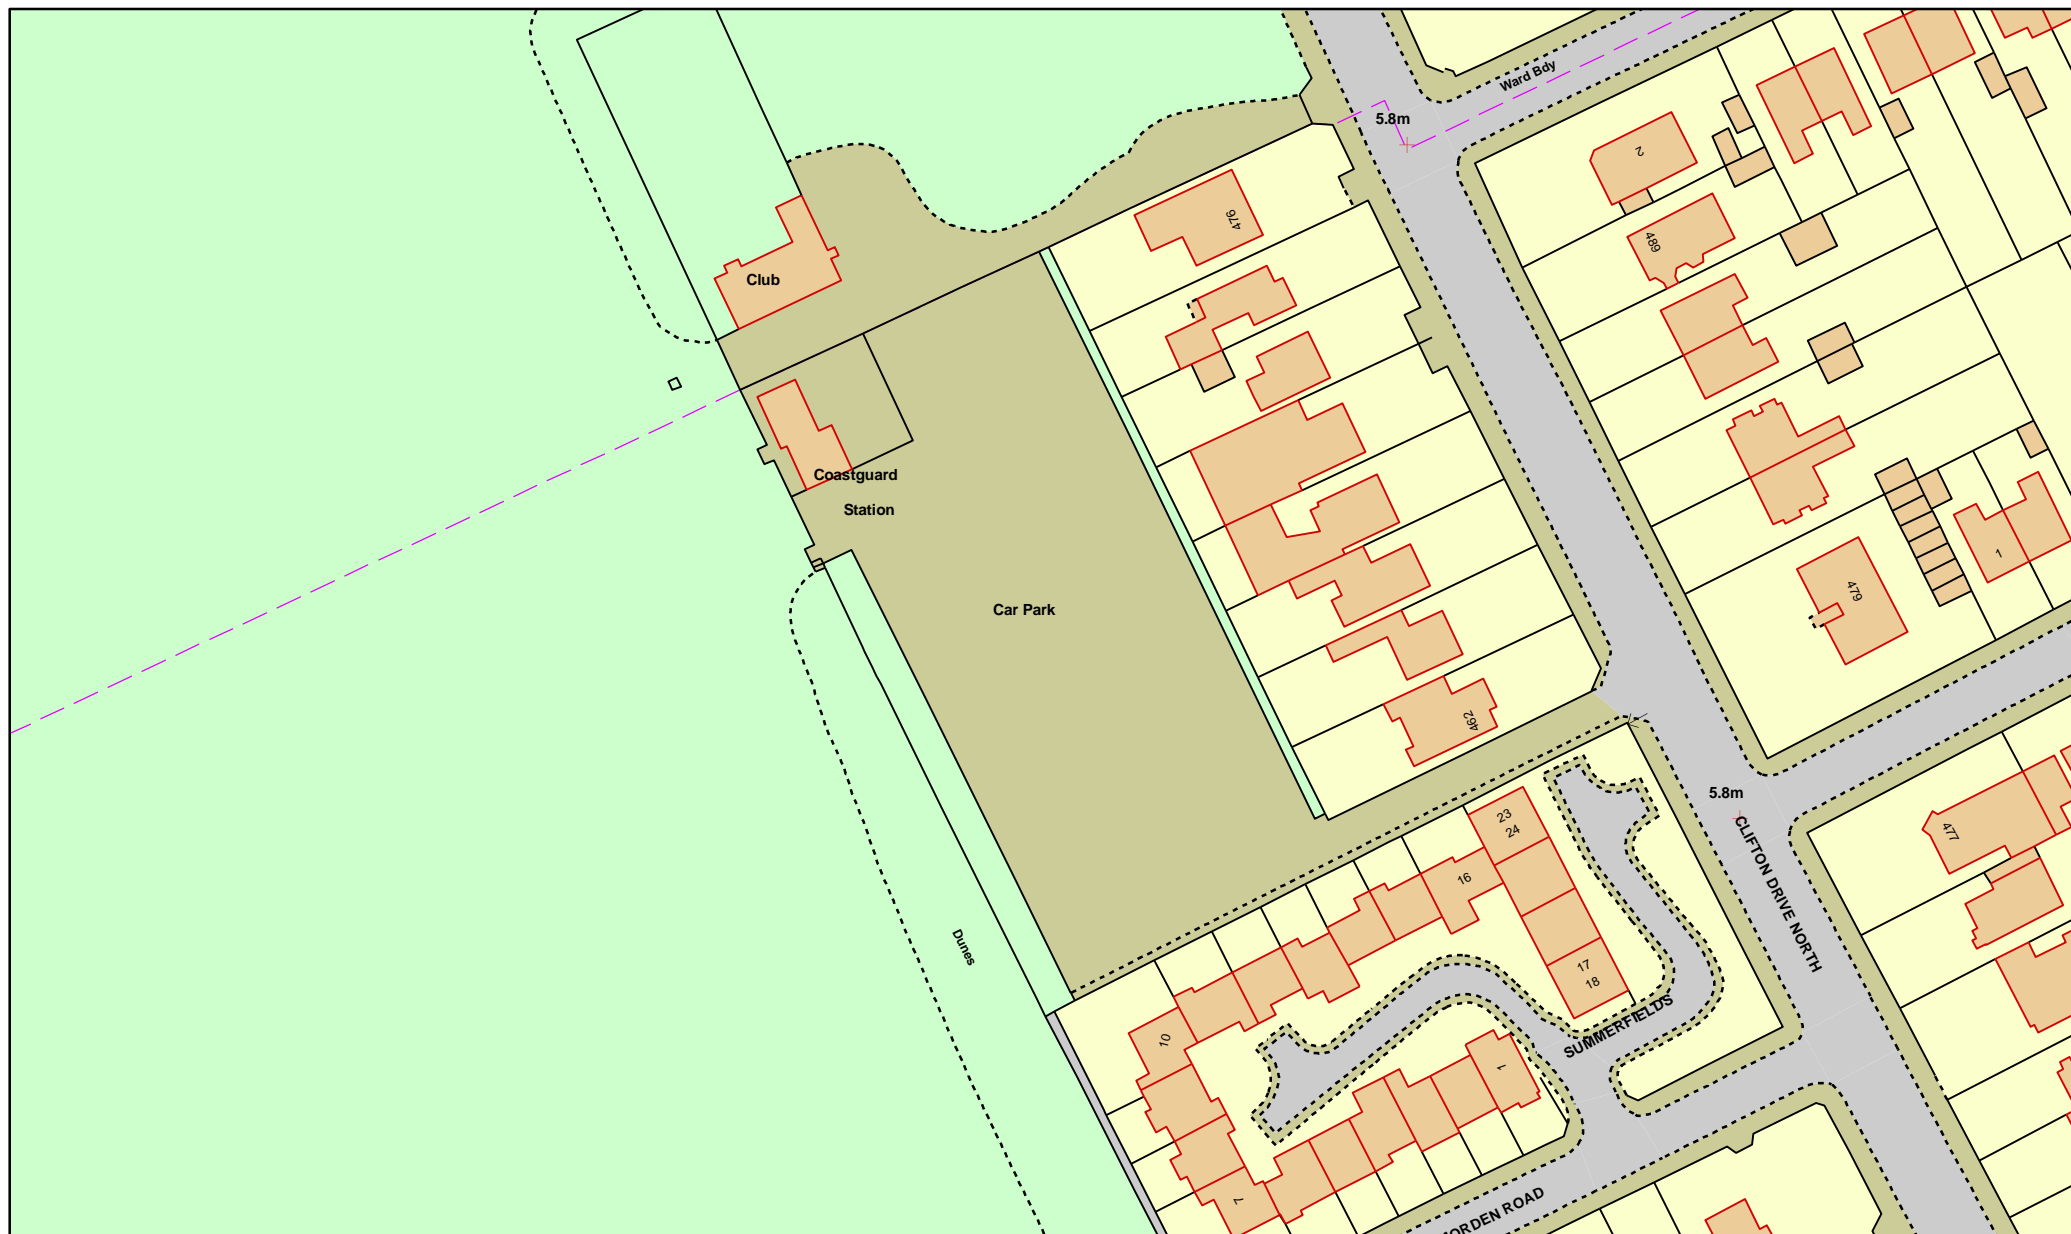 Ward Bdy
5.8m
2
476
489
Club
Coastguard
Station
Car Park
479
1
462
5.8m
CLIFTON DRIVE NORTH
477
23
24
16
17
18
Dunes
SUMMERFIELDS
10
1
7
ORDEN ROAD